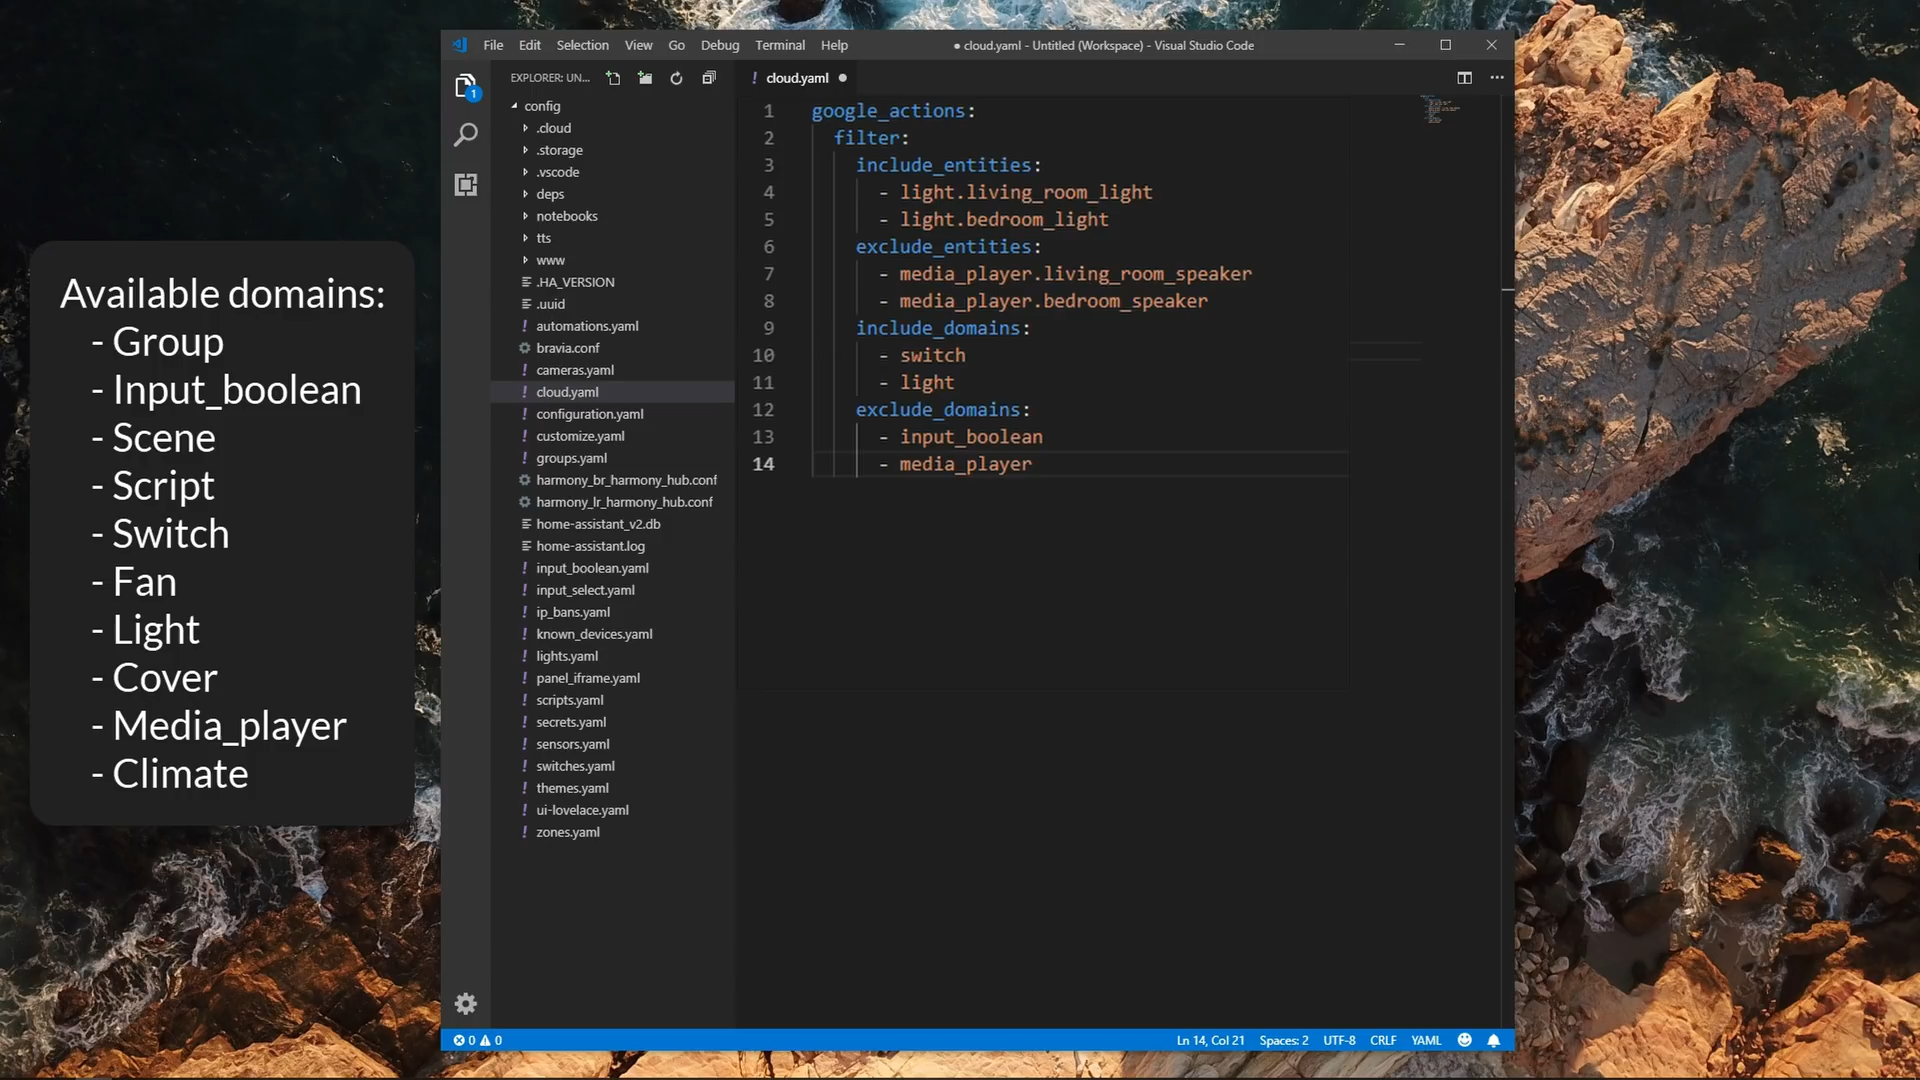 Available domains:
- Group
- Input_boolean
- Scene
- Script
- Switch
- Fan
- Light
- Cover
- Media_player
- Climate
File Edit Selection View Go Debug Terminal Help
● cloud.yaml - Untitled (Workspace) - Visual Studio Code
1
EXPLORER: UN...
config
.cloud
.storage
.vscode
deps
notebooks
tts
www
.HA_VERSION
.uuid
! automations.yaml
bravia.conf
! cameras.yaml
! cloud.yaml
! configuration.yaml
! customize.yaml
! groups.yaml
harmony_br_harmony_hub.conf
harmony_lr_harmony_hub.conf
home-assistant_v2.db
home-assistant.log
! input_boolean.yaml
! input_select.yaml
! ip_bans.yaml
! known_devices.yaml
! lights.yaml
! panel_iframe.yaml
! scripts.yaml
! secrets.yaml
! sensors.yaml
! switches.yaml
! themes.yaml
! ui-lovelace.yaml
! zones.yaml
! cloud.yaml ●
1 google_actions:
2 filter:
3 include_entities:
4 - light.living_room_light
5 - light.bedroom_light
6 exclude_entities:
7 - media_player.living_room_speaker
8 - media_player.bedroom_speaker
9 include_domains:
10 - switch
11 - light
12 exclude_domains:
13 - input_boolean
14 - media_player
0 0
Ln 14, Col 21 Spaces: 2 UTF-8 CRLF YAML